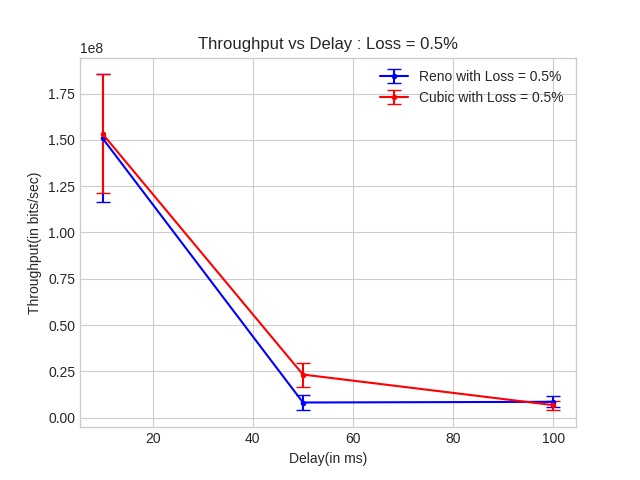 Throughput vs Delay : Loss = 0.5%
1e8
Reno with Loss = 0.5%
Cubic with Loss = 0.5%
1.75
1.50
1.25
1.00
0.75
0.50
0.25
0.00
Throughput(in bits/sec)
20 40 60 80 100
Delay(in ms)